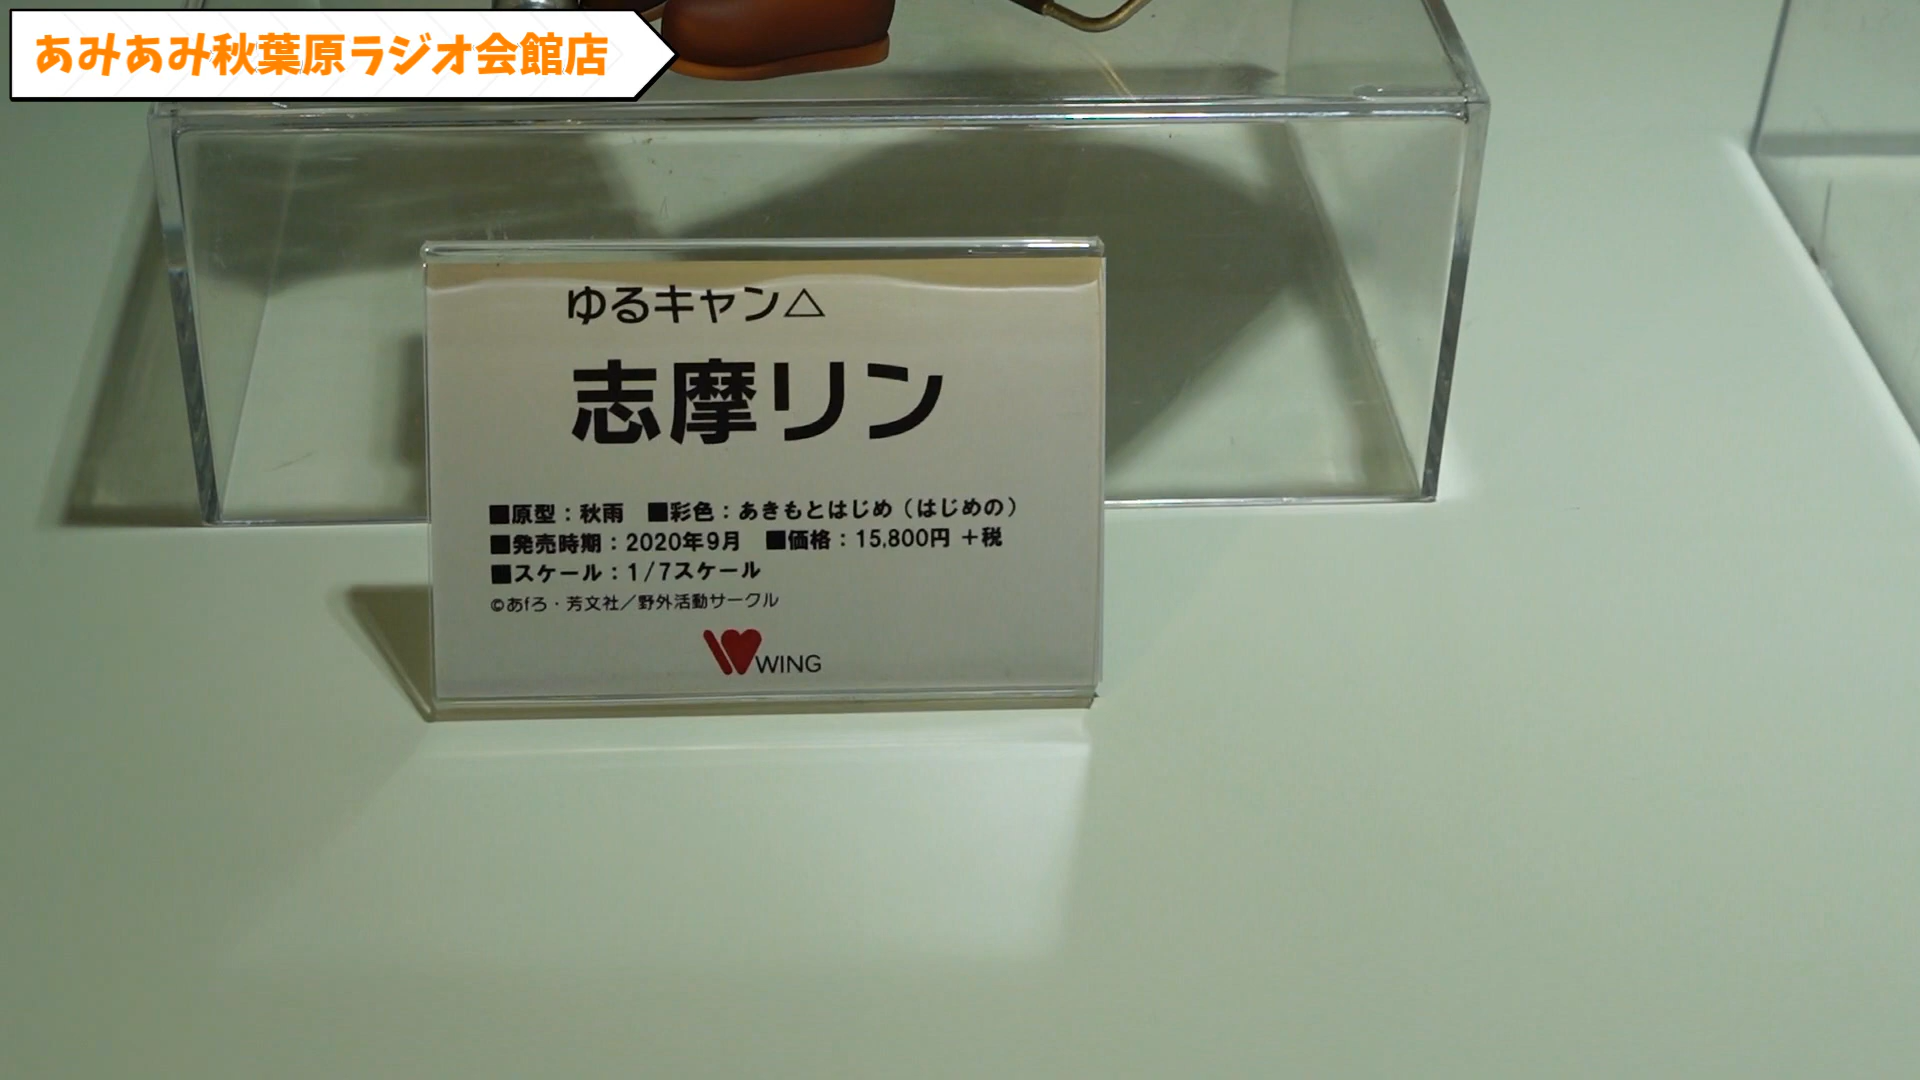 あみあみ秋葉原ラジオ会館店
ゆるキャン△
志摩リン
■原型：秋雨　■彩色：あきもとはじめ（はじめの）
■発売時期：2020年9月　■価格：15,800円 +税
■スケール：1/7スケール
©あfろ・芳文社／野外活動サークル
WING